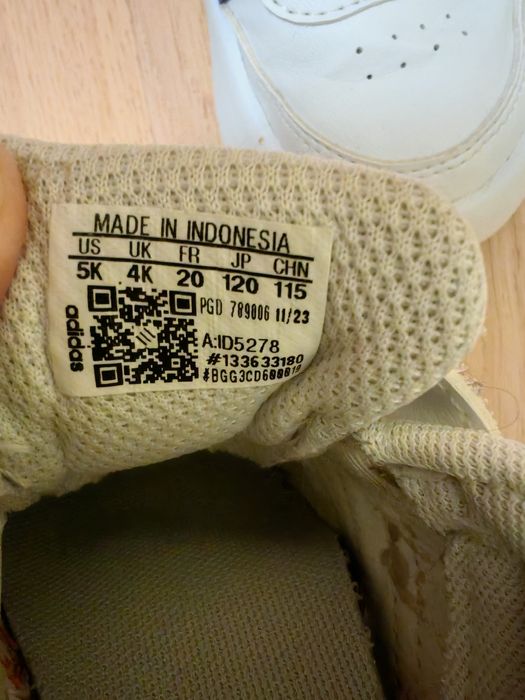 MADE IN INDONESIA
US UK FR JP CHN
5K 4K 20 120 115
adidas
PGD 789006 11/23
A:ID5278
#133633180